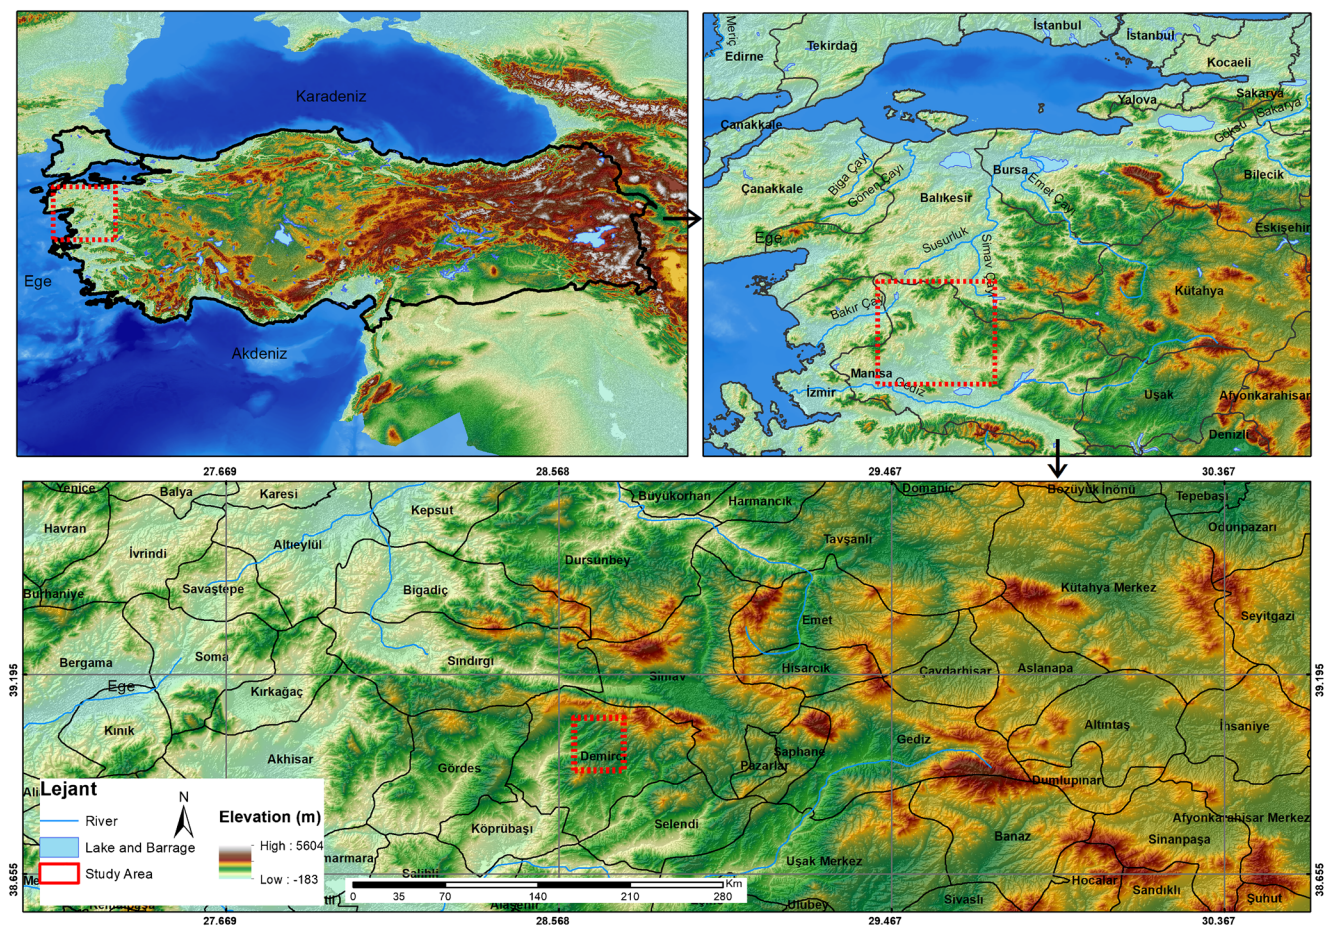 Karadeniz
Ege
Akdeniz
Meriç
Edirne
Tekirdağ
İstanbul
İstanbul
Kocaeli
Yalova
Sakarya
Sakarya
Göksu
Çanakkale
Çanakkale
Biga Çayı
Gönen Çayı
Balıkesir
Bursa
Emet Çayı
Bilecik
Eskişehir
Ege
Susurluk
Simav Çayı
Kütahya
Bakır Çayı
Manisa
Gediz
İzmir
Uşak
Afyonkarahisar
Denizli
27.669
28.568
29.467
30.367
Yenice
Balya
Karesi
Kepsut
Büyükorhan
Harmancık
Domaniç
Bozüyük
İnönü
Tepebaşı
Havran
İvrindi
Altıeylül
Dursunbey
Tavşanlı
Odunpazarı
Burhaniye
Savaştepe
Bigadiç
Emet
Kütahya Merkez
Seyitgazi
Bergama
Soma
Sındırgı
Simav
Hisarcık
Çavdarhisar
Aslanapa
39.195
39.195
Ege
Kırkağaç
Kınık
Akhisar
Gördes
Demirci
Şaphane
Pazarlar
Gediz
Altıntaş
İhsaniye
Dumlupınar
Köprübaşı
Selendi
Uşak Merkez
Banaz
Sinanpaşa
Afyonkarahisar Merkez
Hocalar
Sandıklı
Şuhut
Sivaslı
Ulubey
Salihli
marmara
Lejant
N
River
Lake and Barrage
Study Area
Elevation (m)
High : 5604
Low : -183
0
35
70
140
210
280
Km
38.655
38.655
27.669
28.568
29.467
30.367